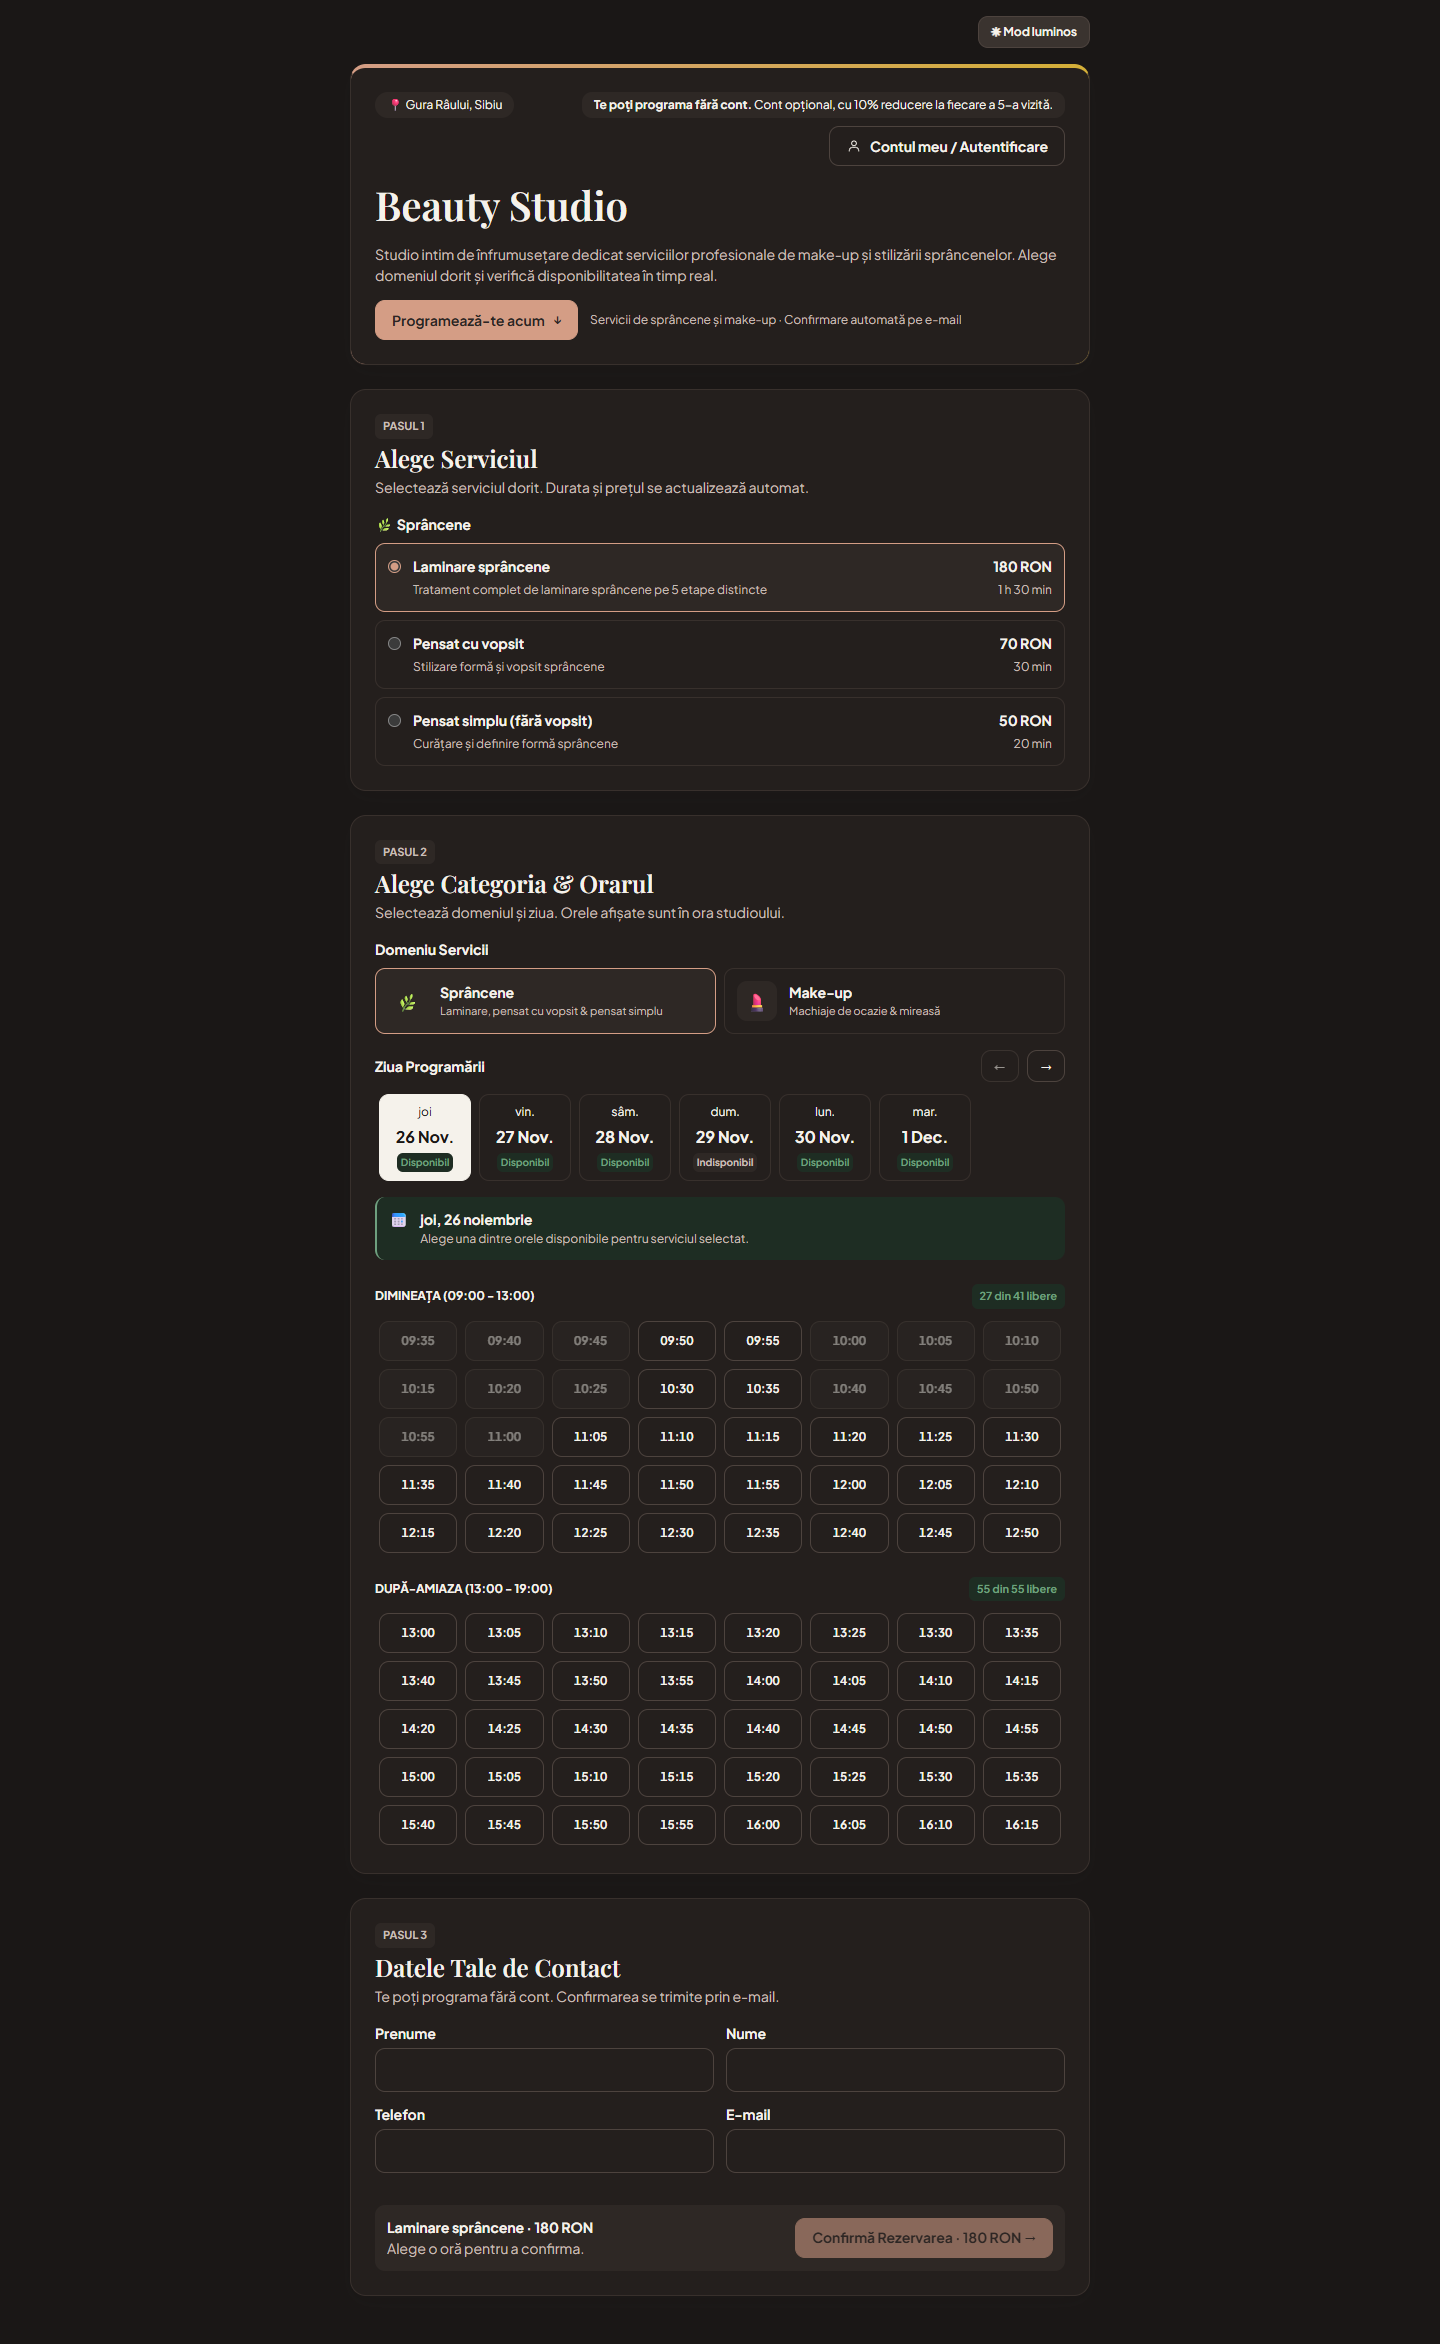 Mod luminos
Gura Râului, Sibiu
Te poți programa fără cont. Cont opțional, cu 10% reducere la fiecare a 5-a vizită.
Contul meu / Autentificare
Beauty Studio
Studio intim de înfrumusețare dedicat serviciilor profesionale de make-up și stilizării sprâncenelor. Alege
domeniul dorit și verifică disponibilitatea în timp real.
Programează-te acum ↓
Servicii de sprâncene și make-up · Confirmare automată pe e-mail
PASUL 1
Alege Serviciul
Selectează serviciul dorit. Durata și prețul se actualizează automat.
Sprâncene
Laminare sprâncene 180 RON
Tratament complet de laminare sprâncene pe 5 etape distincte 1 h 30 min
Pensat cu vopsit 70 RON
Stilizare formă și vopsit sprâncene 30 min
Pensat simplu (fără vopsit) 50 RON
Curățare și definire formă sprâncene 20 min
PASUL 2
Alege Categoria & Orarul
Selectează domeniul și ziua. Orele afișate sunt în ora studioului.
Domeniu Servicii
Sprâncene
Laminare, pensat cu vopsit & pensat simplu
Make-up
Machiaje de ocazie & mireasă
Ziua Programării ← →
joi vin. sâm. dum. lun. mar.
26 Nov. 27 Nov. 28 Nov. 29 Nov. 30 Nov. 1 Dec.
Disponibil Disponibil Disponibil Indisponibil Disponibil Disponibil
joi, 26 noiembrie
Alege una dintre orele disponibile pentru serviciul selectat.
DIMINEAȚA (09:00 - 13:00) 27 din 41 libere
09:35 09:40 09:45 09:50 09:55 10:00 10:05 10:10
10:15 10:20 10:25 10:30 10:35 10:40 10:45 10:50
10:55 11:00 11:05 11:10 11:15 11:20 11:25 11:30
11:35 11:40 11:45 11:50 11:55 12:00 12:05 12:10
12:15 12:20 12:25 12:30 12:35 12:40 12:45 12:50
DUPĂ-AMIAZA (13:00 - 19:00) 55 din 55 libere
13:00 13:05 13:10 13:15 13:20 13:25 13:30 13:35
13:40 13:45 13:50 13:55 14:00 14:05 14:10 14:15
14:20 14:25 14:30 14:35 14:40 14:45 14:50 14:55
15:00 15:05 15:10 15:15 15:20 15:25 15:30 15:35
15:40 15:45 15:50 15:55 16:00 16:05 16:10 16:15
PASUL 3
Datele Tale de Contact
Te poți programa fără cont. Confirmarea se trimite prin e-mail.
Prenume Nume
Telefon E-mail
Laminare sprâncene · 180 RON
Alege o oră pentru a confirma.
Confirmă Rezervarea · 180 RON →